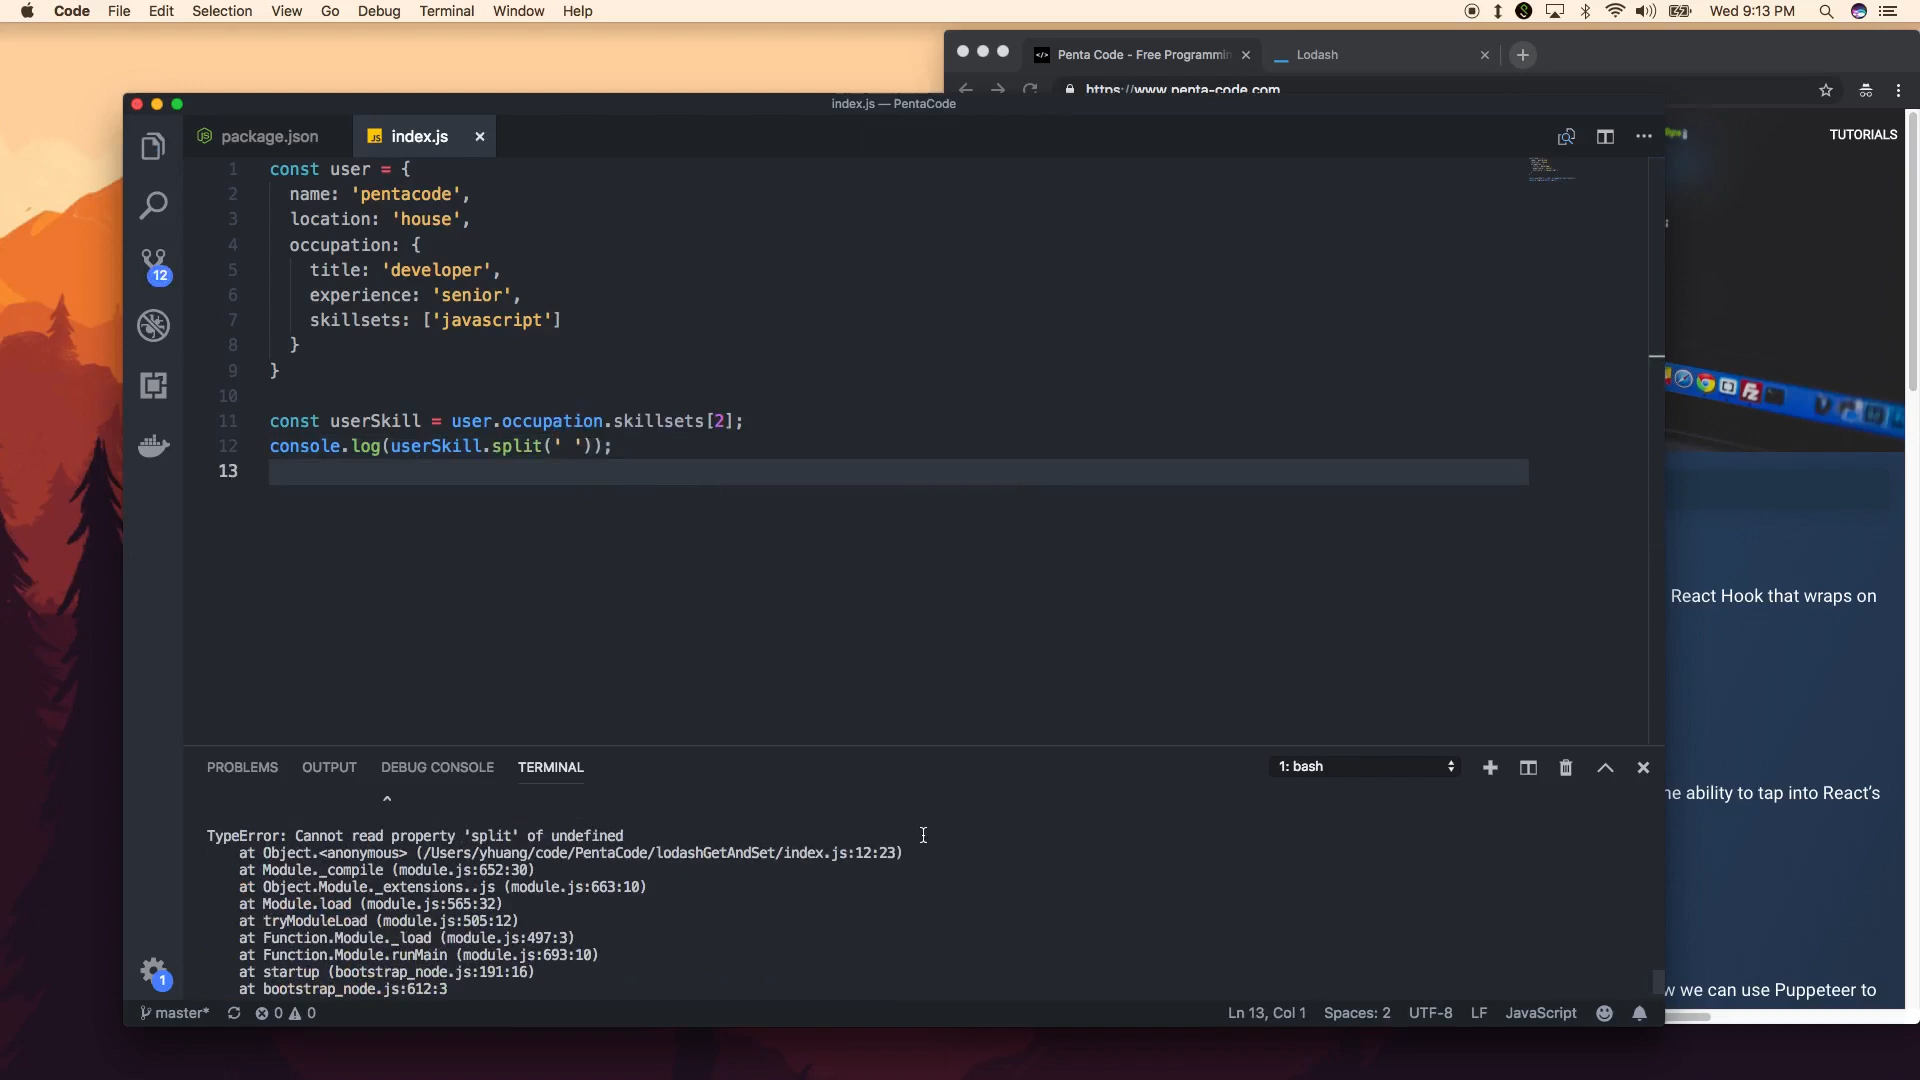 Code File Edit Selection View Go Debug Terminal Window Help
Wed 9:13 PM
Penta Code - Free Programmin
Lodash
https://www.penta-code.com
index.js — PentaCode
package.json
JS index.js
TUTORIALS
1 const user = {
2 name: 'pentacode',
3 location: 'house',
4 occupation: {
5 title: 'developer',
6 experience: 'senior',
7 skillsets: ['javascript']
8 }
9 }
10
11 const userSkill = user.occupation.skillsets[2];
12 console.log(userSkill.split(' '));
13
12
React Hook that wraps on
PROBLEMS OUTPUT DEBUG CONSOLE TERMINAL
1: bash
ne ability to tap into React's
^
TypeError: Cannot read property 'split' of undefined
at Object.<anonymous> (/Users/yhuang/code/PentaCode/lodashGetAndSet/index.js:12:23)
at Module._compile (module.js:652:30)
at Object.Module._extensions..js (module.js:663:10)
at Module.load (module.js:565:32)
at tryModuleLoad (module.js:505:12)
at Function.Module._load (module.js:497:3)
at Function.Module.runMain (module.js:693:10)
at startup (bootstrap_node.js:191:16)
at bootstrap_node.js:612:3
1
w we can use Puppeteer to
master* 0 0
Ln 13, Col 1 Spaces: 2 UTF-8 LF JavaScript